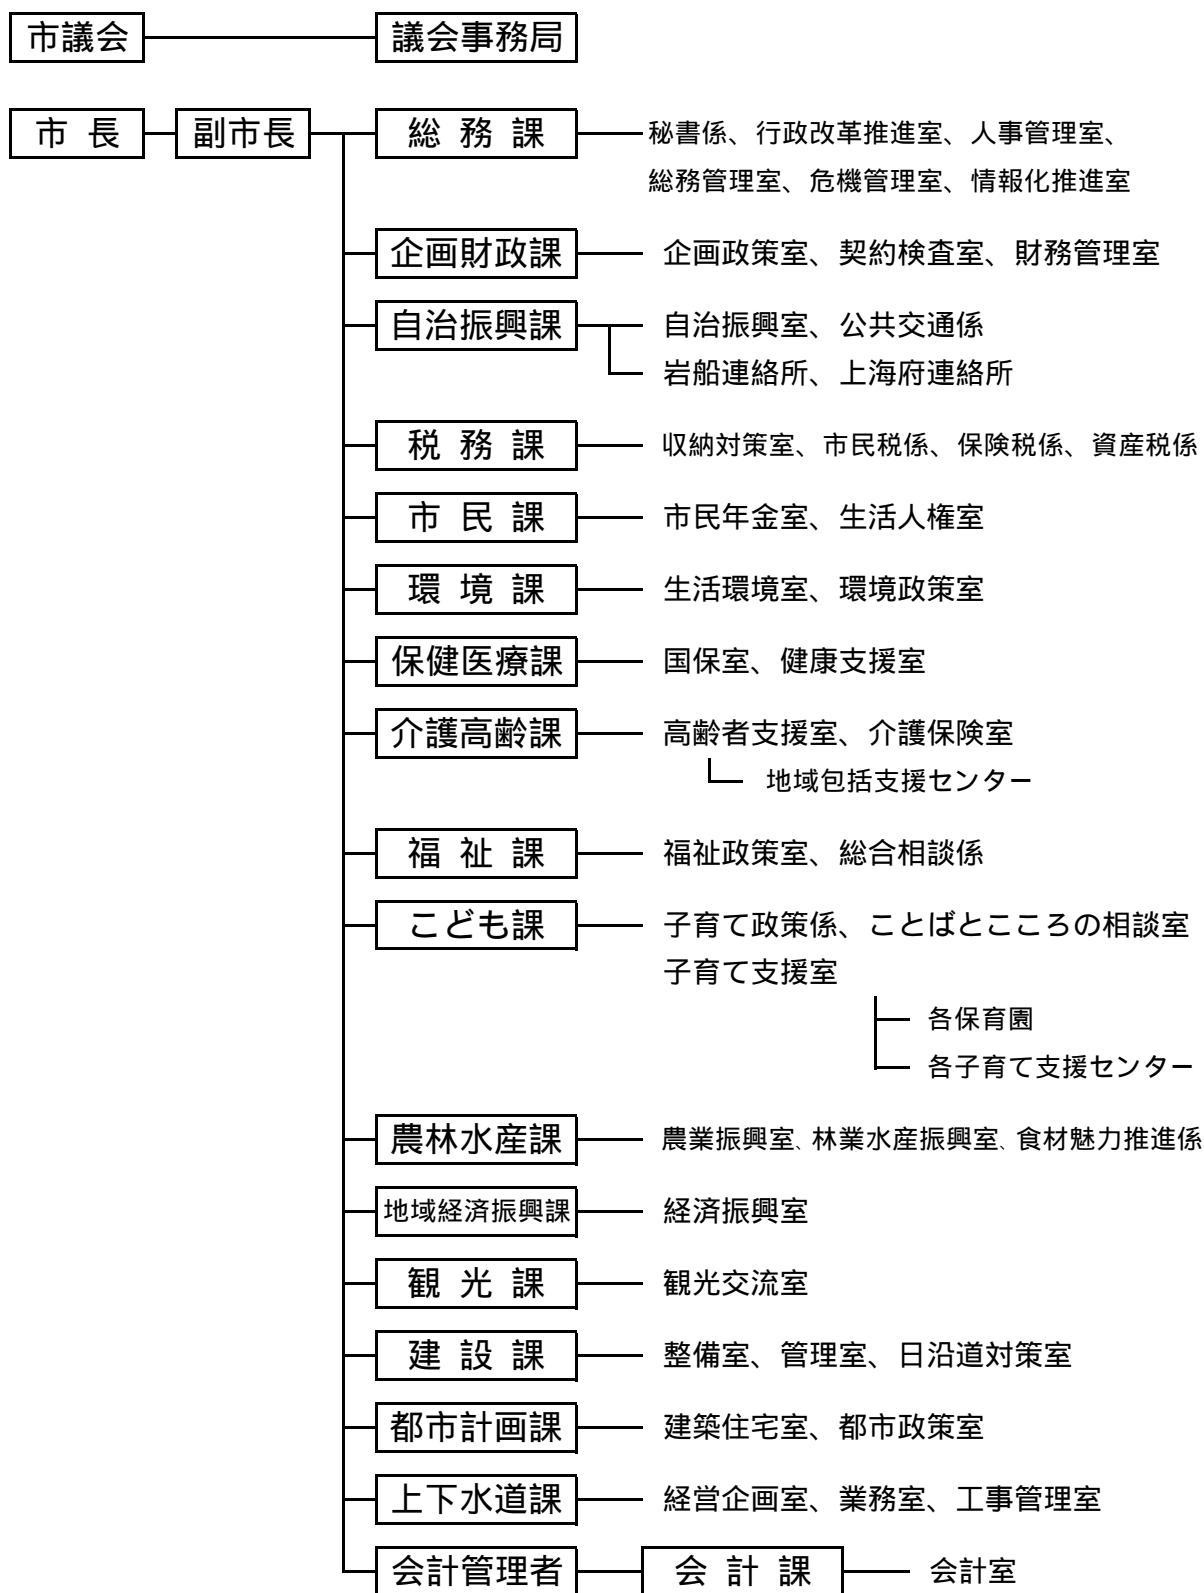 市議会 議会事務局
市 長 副市長 総 務 課 秘書係、行政改革推進室、人事管理室、
総務管理室、危機管理室、情報化推進室
企画財政課 企画政策室、契約検査室、財務管理室
自治振興課 自治振興室、公共交通係
岩船連絡所、上海府連絡所
税 務 課 収納対策室、市民税係、保険税係、資産税係
市 民 課 市民年金室、生活人権室
環 境 課 生活環境室、環境政策室
保健医療課 国保室、健康支援室
介護高齢課 高齢者支援室、介護保険室
地域包括支援センター
福 祉 課 福祉政策室、総合相談係
こども課 子育て政策係、ことばとこころの相談室
子育て支援室
各保育園
各子育て支援センター
農林水産課 農業振興室、林業水産振興室、食材魅力推進係
地域経済振興課 経済振興室
観 光 課 観光交流室
建 設 課 整備室、管理室、日沿道対策室
都市計画課 建築住宅室、都市政策室
上下水道課 経営企画室、業務室、工事管理室
会計管理者 会 計 課 会計室